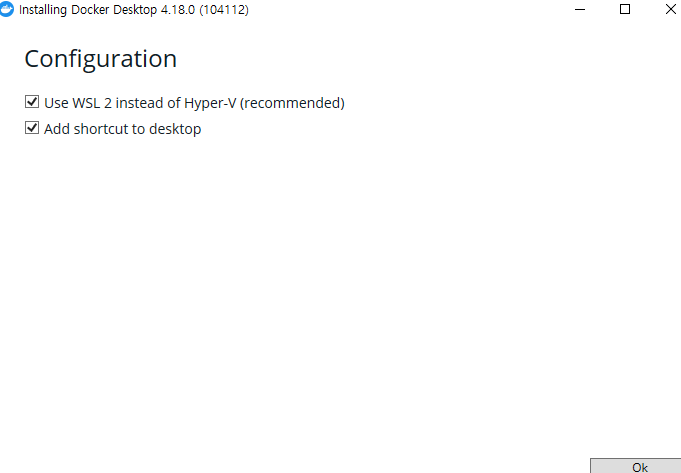 Installing Docker Desktop 4.18.0 (104112)
Configuration
Use WSL 2 instead of Hyper-V (recommended)
Add shortcut to desktop
Ok